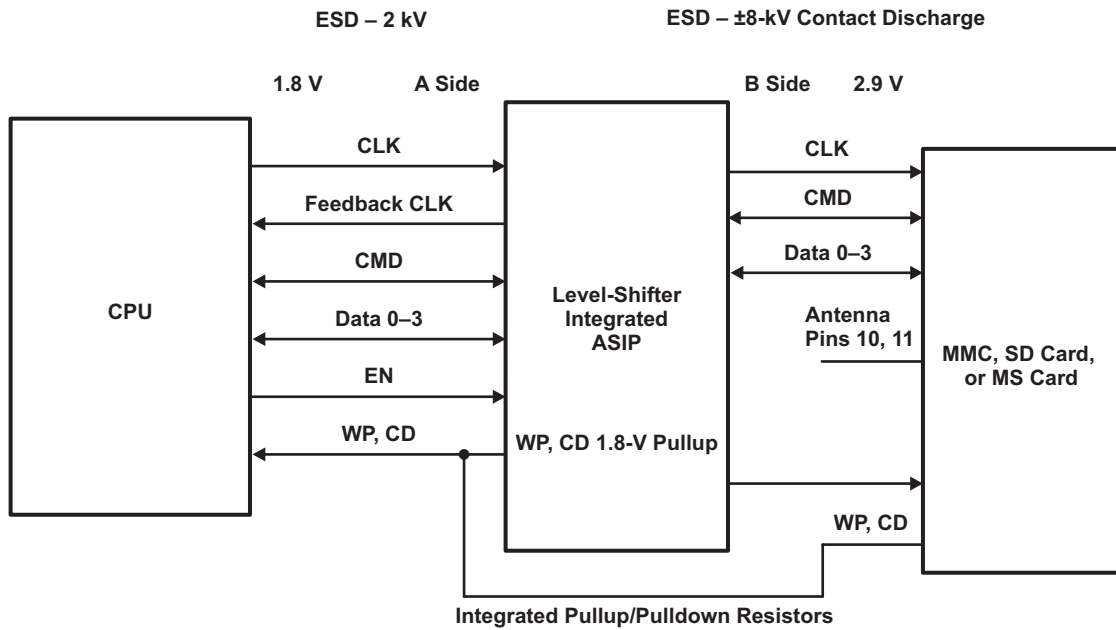 ESD – 2 kV
ESD – ±8-kV Contact Discharge
1.8 V
A Side
B Side
2.9 V
CPU
CLK
Feedback CLK
CMD
Data 0–3
EN
WP, CD
Level-Shifter
Integrated
ASIP
WP, CD 1.8-V Pullup
CLK
CMD
Data 0–3
Antenna
Pins 10, 11
WP, CD
MMC, SD Card,
or MS Card
Integrated Pullup/Pulldown Resistors